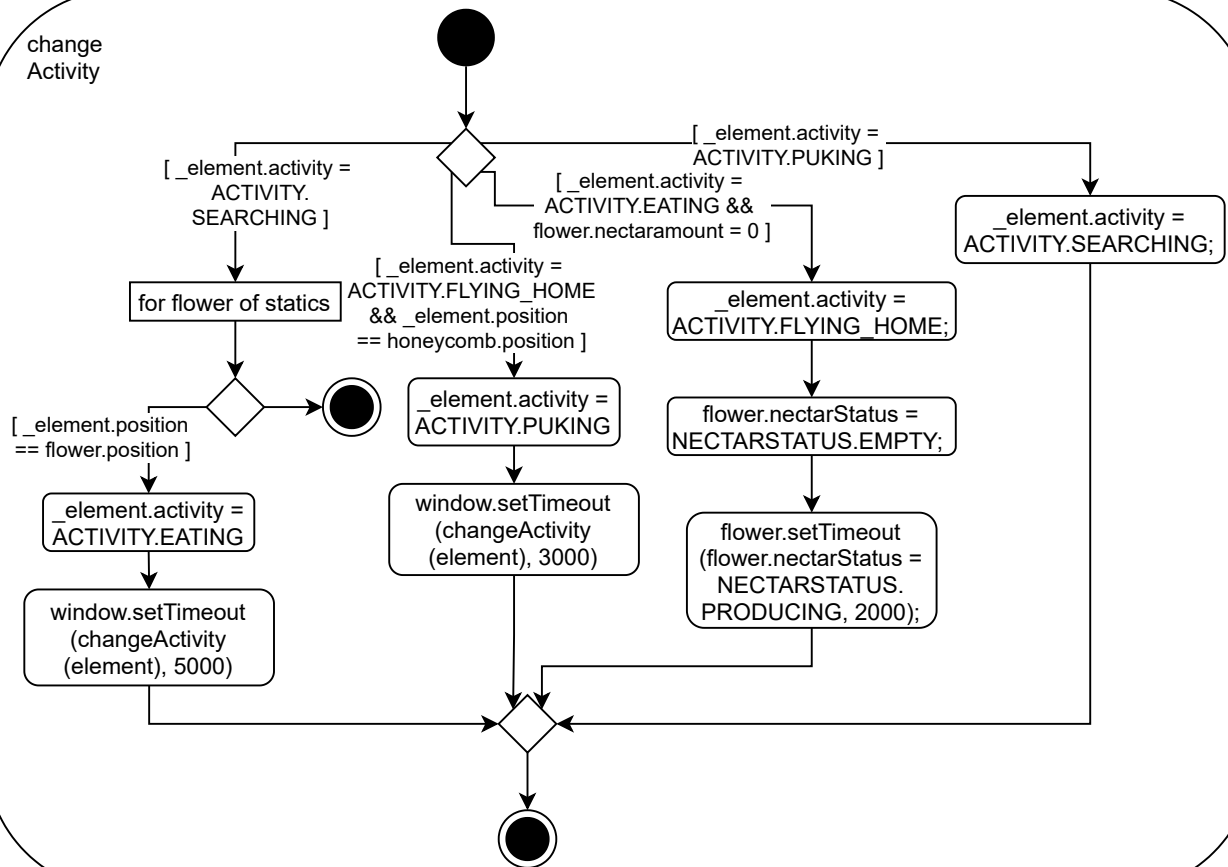 change
Activity
[ _element.activity =
ACTIVITY.
SEARCHING ]
for flower of statics
[ _element.position
== flower.position ]
_element.activity =
ACTIVITY.EATING
window.setTimeout
(changeActivity
(element), 5000)
[ _element.activity =
ACTIVITY.FLYING_HOME
&& _element.position
== honeycomb.position ]
_element.activity =
ACTIVITY.PUKING
window.setTimeout
(changeActivity
(element), 3000)
[ _element.activity =
ACTIVITY.EATING &&
flower.nectaramount = 0 ]
_element.activity =
ACTIVITY.FLYING_HOME;
flower.nectarStatus =
NECTARSTATUS.EMPTY;
flower.setTimeout
(flower.nectarStatus =
NECTARSTATUS.
PRODUCING, 2000);
[ _element.activity =
ACTIVITY.PUKING ]
_element.activity =
ACTIVITY.SEARCHING;